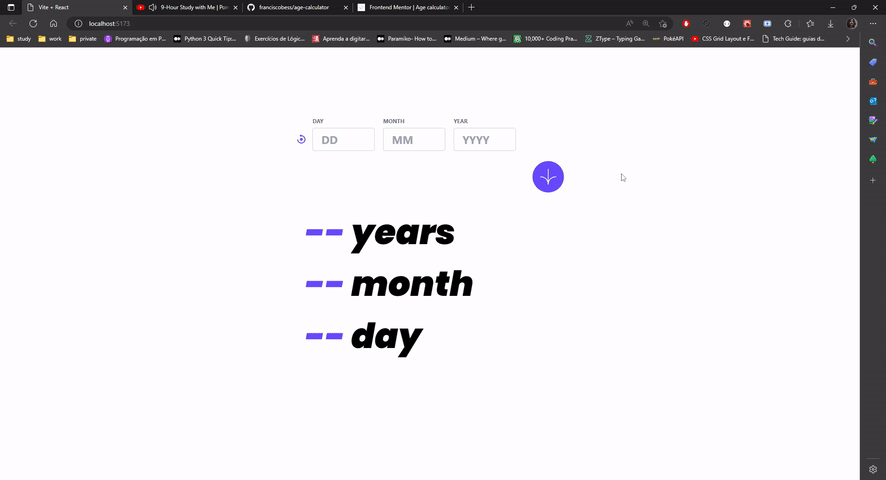 Vite + React
9-Hour Study with Me | Pom
franciscobess/age-calculator
Frontend Mentor | Age calculato
localhost:5173
study
work
private
Programação em P...
Python 3 Quick Tip:...
Exercícios de Lógic...
Aprenda a digitar...
Paramiko- How to...
Medium – Where g...
10,000+ Coding Pra...
ZType – Typing Ga...
PokéAPI
CSS Grid Layout e F...
Tech Guide: guias d...
DAY
MONTH
YEAR
DD
MM
YYYY
-- years
-- month
-- day